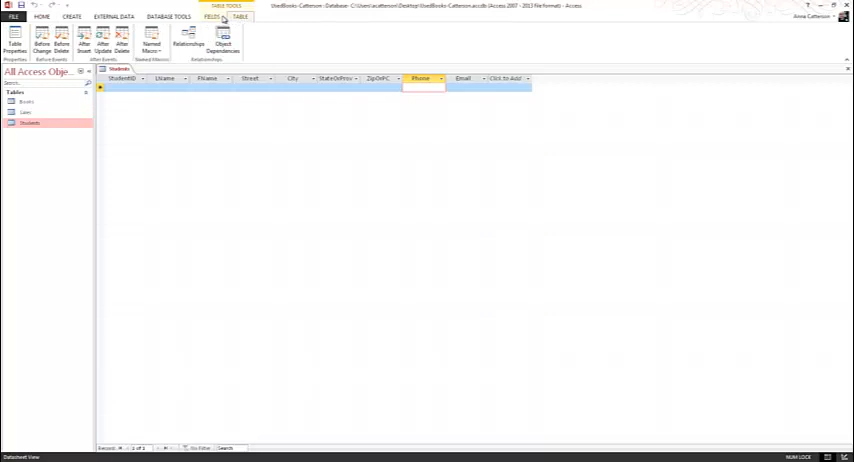 TABLE TOOLS
UsedBooks-Catterson : Database- C:\Users\acatterson\Desktop\UsedBooks-Catterson.accdb (Access 2007 - 2013 file format) - Access
FILE HOME CREATE EXTERNAL DATA DATABASE TOOLS FIELDS TABLE
Anna Catterson
Table Properties
Before Change
Before Delete
After Insert
After Update
After Delete
Named Macro
Relationships
Object Dependencies
Properties Before Events After Events Named Macros Relationships
All Access Obje...
Search...
Tables
Books
Sales
Students
Students
StudentID LName FName Street City StateOrProv ZipOrPC Phone Email Click to Add
Record: 1 of 1 No Filter Search
Datasheet View
NUM LOCK